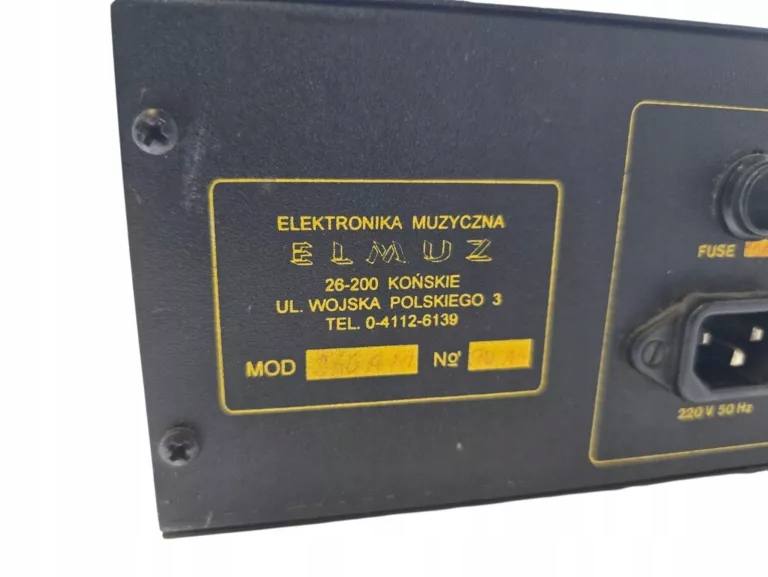 ELEKTRONIKA MUZYCZNA
ELMUZ
26-200 KOŃSKIE
UL. WOJSKA POLSKIEGO 3
TEL. 0-4112-6139
MOD Nº
FUSE
220 V. 50 Hz